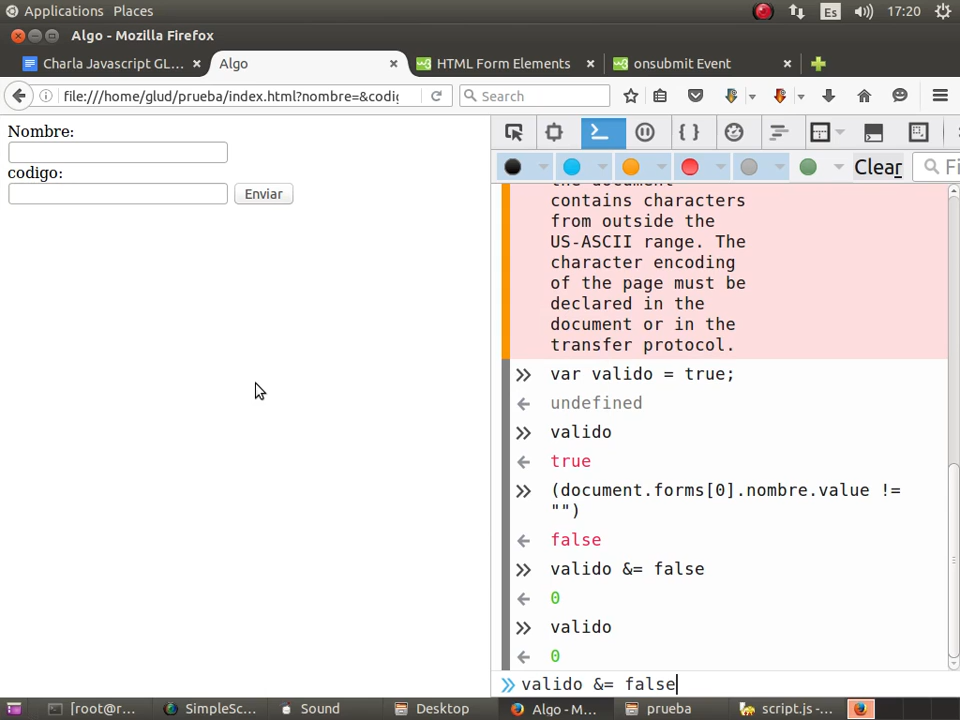 Applications Places Es 17:20
Algo - Mozilla Firefox
Charla Javascript GL... Algo HTML Form Elements onsubmit Event
file:///home/glud/prueba/index.html?nombre=&codig Search
Nombre:
codigo:
Enviar
Clear Fi
the document
contains characters
from outside the
US-ASCII range. The
character encoding
of the page must be
declared in the
document or in the
transfer protocol.
var valido = true;
undefined
valido
true
(document.forms[0].nombre.value !=
"")
false
valido &= false
0
valido
0
valido &= false
[root@r... SimpleSc... Sound Desktop Algo - M... prueba script.js -...